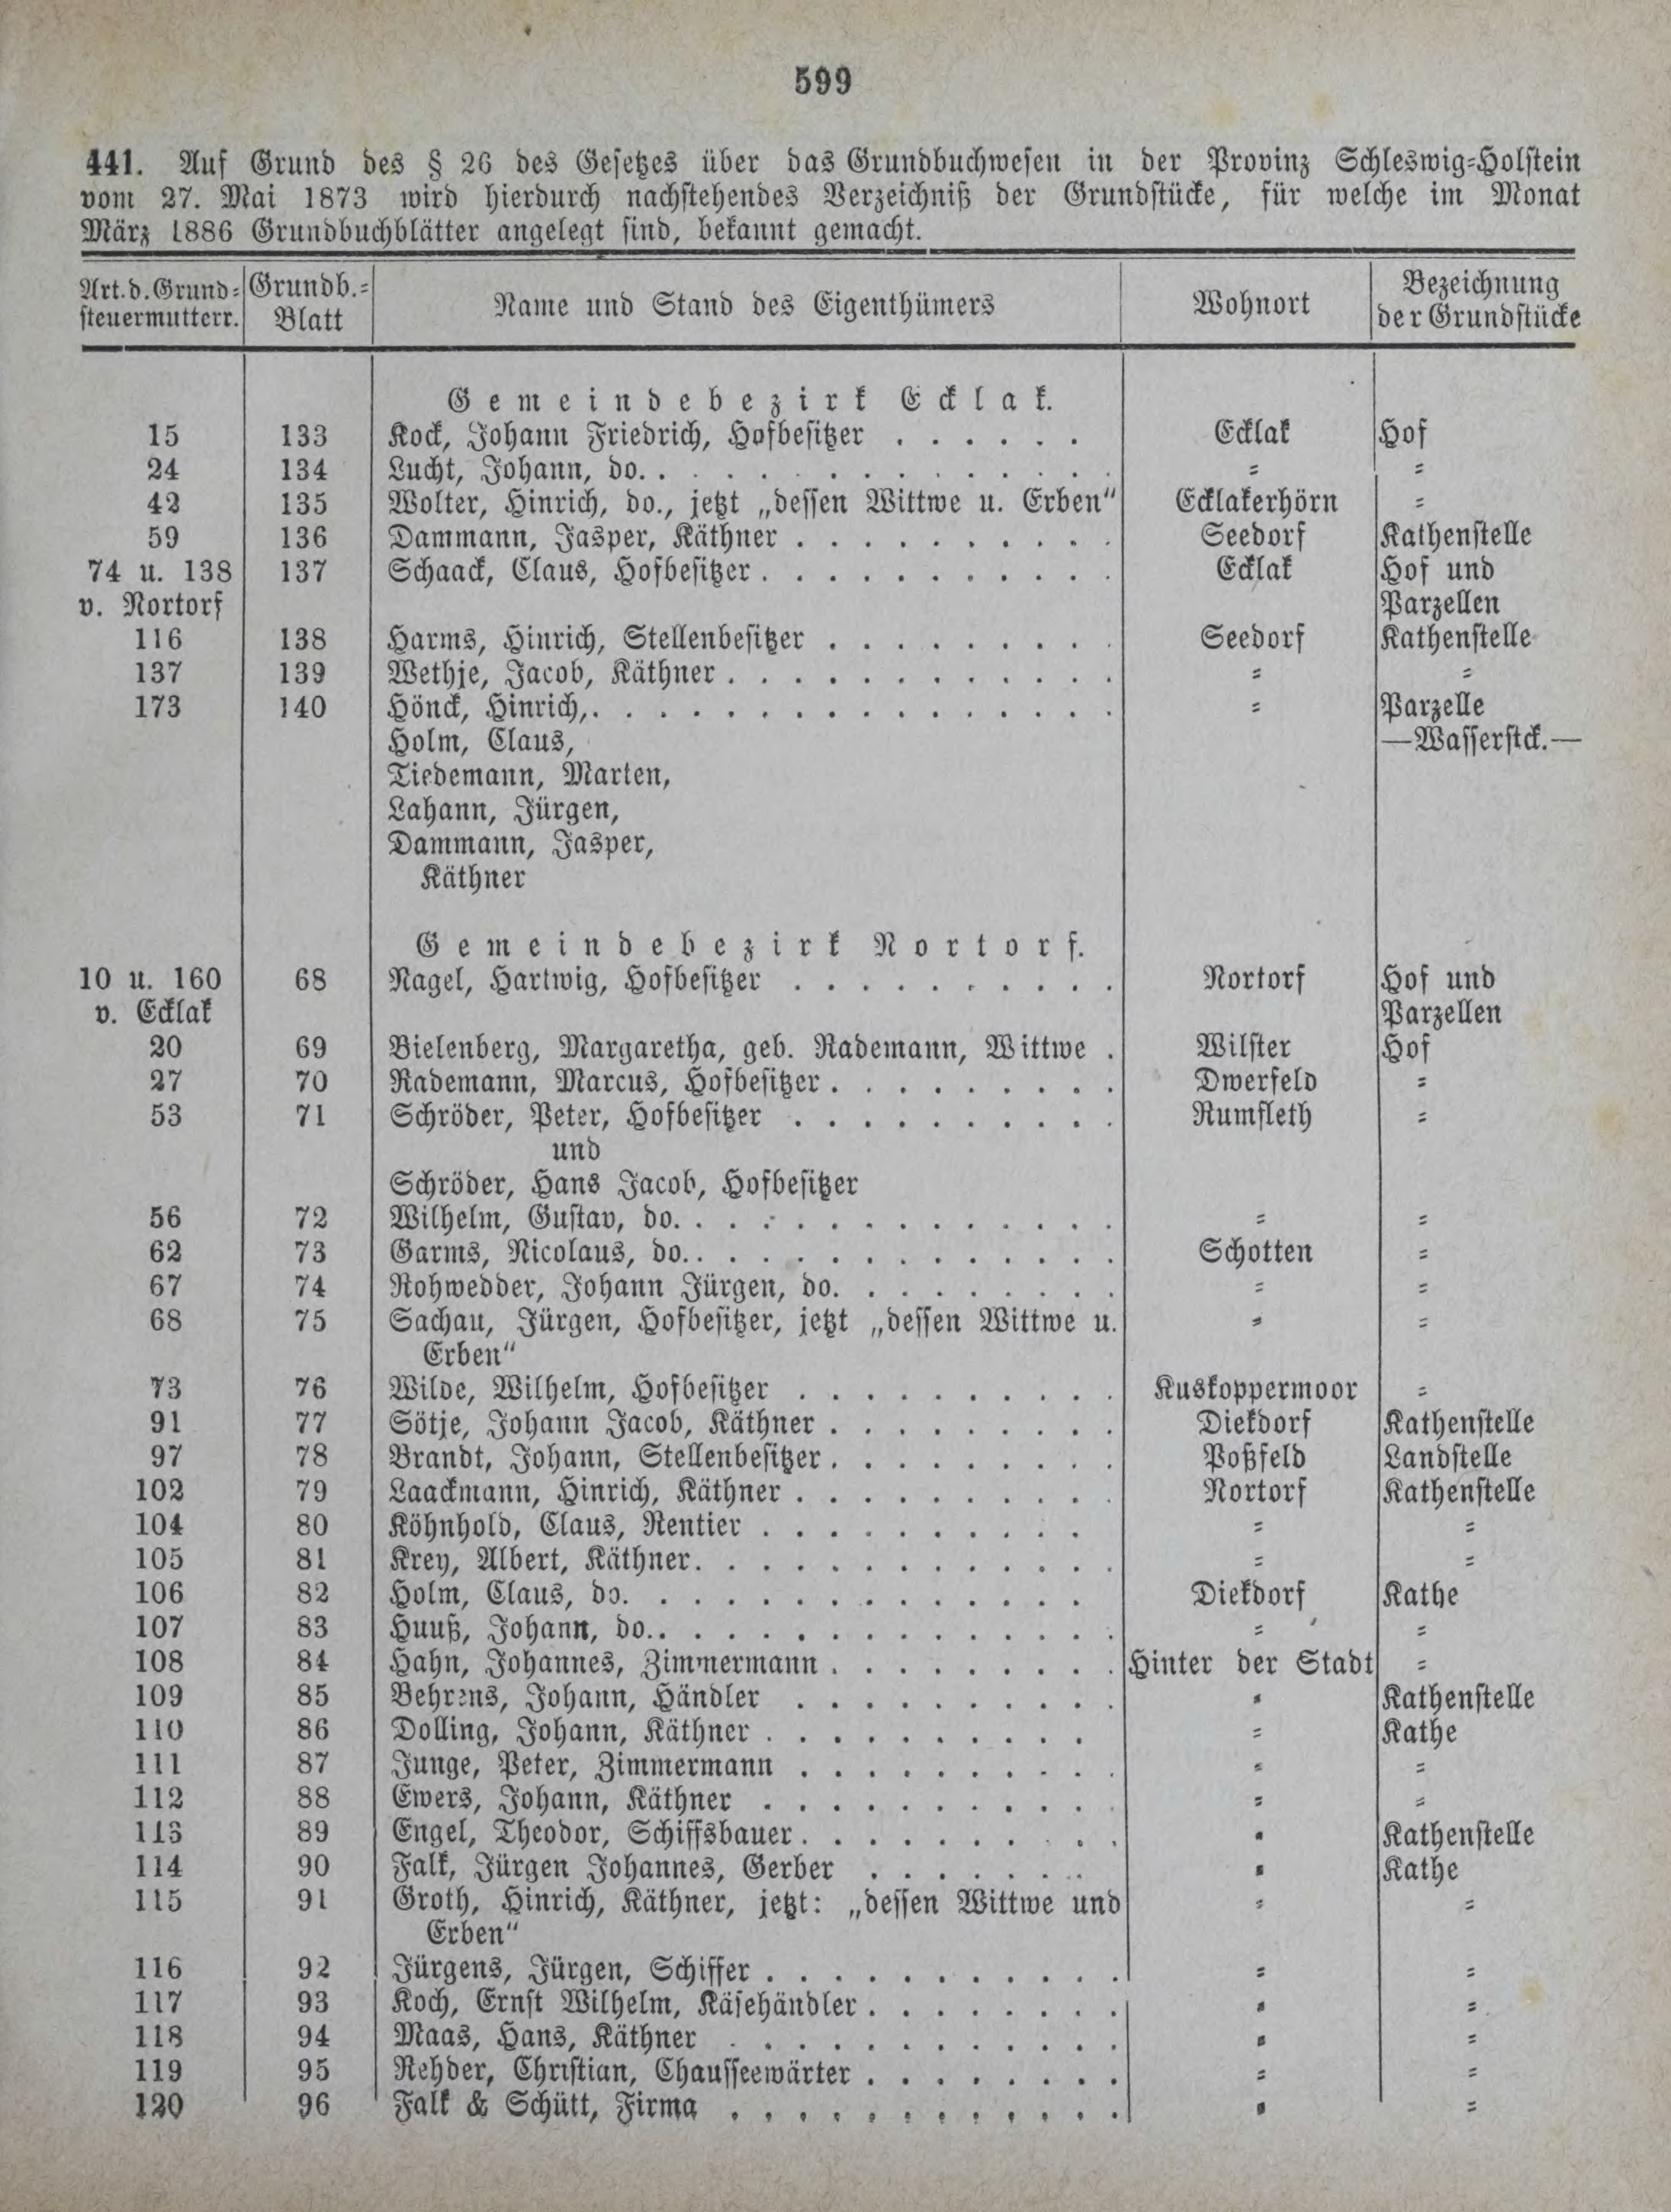 599
441. Auf Grund des § 26 des Gesetzes über das Grundbuchwesen in der Provinz Schleswig-Holstein
vom 27. Mai 1873 wird hierdurch nachstehendes Verzeichniß der Grundstücke, für welche im Monat
März 1886 Grundbuchblätter angelegt sind, bekannt gemacht.
Art. d. Grund- Grundb.- Name und Stand des Eigenthümers Wohnort Bezeichnung
steuermutterr. Blatt der Grundstücke
Gemeindebezirk Ecklak.
15 133 Kock, Johann Friedrich, Hofbesitzer . . . . . . Ecklak Hof
24 134 Lucht, Johann, do. . . . . . . . . . . . . . . = =
42 135 Wolter, Hinrich, do., jetzt „dessen Wittwe u. Erben“ Ecklakerhörn =
59 136 Dammann, Jasper, Käthner . . . . . . . . . . Seedorf Kathenstelle
74 u. 138 137 Schaack, Claus, Hofbesitzer . . . . . . . . . . . Ecklak Hof und
v. Nortorf Parzellen
116 138 Harms, Hinrich, Stellenbesitzer . . . . . . . . . Seedorf Kathenstelle
137 139 Wethje, Jacob, Käthner . . . . . . . . . . . . = =
173 140 Hönck, Hinrich, . . . . . . . . . . . . . . . . = Parzelle
Holm, Claus, —Wasserstck.—
Tiedemann, Marten,
Lahann, Jürgen,
Dammann, Jasper,
Käthner
Gemeindebezirk Nortorf.
10 u. 160 68 Nagel, Hartwig, Hofbesitzer . . . . . . . . . . Nortorf Hof und
v. Ecklak Parzellen
20 69 Bielenberg, Margaretha, geb. Rademann, Wittwe . Wilster Hof
27 70 Rademann, Marcus, Hofbesitzer . . . . . . . . . Dwerfeld =
53 71 Schröder, Peter, Hofbesitzer . . . . . . . . . . Rumfleth =
und
Schröder, Hans Jacob, Hofbesitzer
56 72 Wilhelm, Gustav, do. . . . . . . . . . . . . . = =
62 73 Garms, Nicolaus, do. . . . . . . . . . . . . . Schotten =
67 74 Rohwedder, Johann Jürgen, do. . . . . . . . . = =
68 75 Sachau, Jürgen, Hofbesitzer, jetzt „dessen Wittwe u. = =
Erben“
73 76 Wilde, Wilhelm, Hofbesitzer . . . . . . . . . . Kuskoppermoor =
91 77 Sötje, Johann Jacob, Käthner . . . . . . . . . Diekdorf Kathenstelle
97 78 Brandt, Johann, Stellenbesitzer . . . . . . . . . Poßfeld Landstelle
102 79 Laackmann, Hinrich, Käthner . . . . . . . . . . Nortorf Kathenstelle
104 80 Köhnhold, Claus, Rentier . . . . . . . . . . = =
105 81 Krey, Albert, Käthner . . . . . . . . . . . . . = =
106 82 Holm, Claus, do. . . . . . . . . . . . . . . Diekdorf Kathe
107 83 Huuß, Johann, do. . . . . . . . . . . . . . . = =
108 84 Hahn, Johannes, Zimmermann . . . . . . . . . Hinter der Stadt =
109 85 Behrens, Johann, Händler . . . . . . . . . . = Kathenstelle
110 86 Dolling, Johann, Käthner . . . . . . . . . . = Kathe
111 87 Junge, Peter, Zimmermann . . . . . . . . . . = =
112 88 Ewers, Johann, Käthner . . . . . . . . . . . = =
113 89 Engel, Theodor, Schiffsbauer . . . . . . . . . . = Kathenstelle
114 90 Falk, Jürgen Johannes, Gerber . . . . . . . = Kathe
115 91 Groth, Hinrich, Käthner, jetzt: „dessen Wittwe und = =
Erben“
116 92 Jürgens, Jürgen, Schiffer . . . . . . . . . . . = =
117 93 Koch, Ernst Wilhelm, Käsehändler . . . . . . . . = =
118 94 Maas, Hans, Käthner . . . . . . . . . . . . = =
119 95 Rehder, Christian, Chausseewärter . . . . . . . . = =
120 96 Falk & Schütt, Firma . . . . . . . . . . . . = =